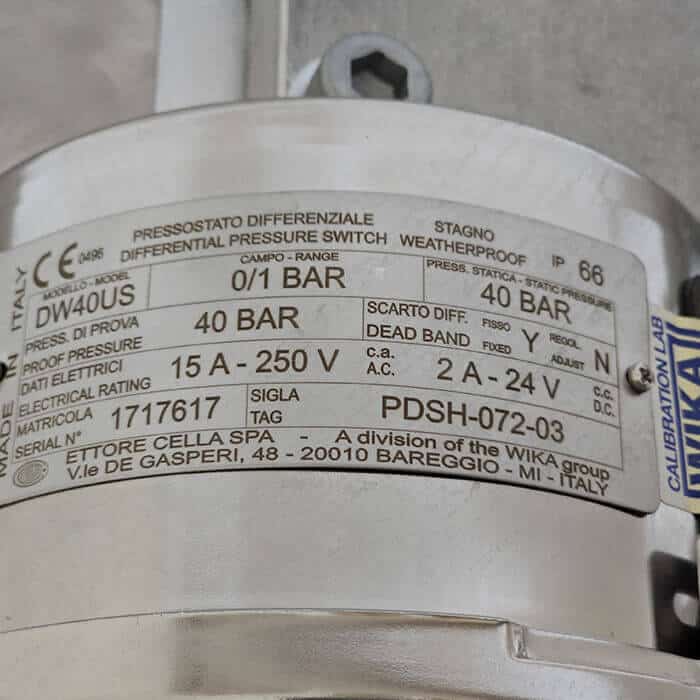 MADE IN ITALY
CE 0496
PRESSOSTATO DIFFERENZIALE
DIFFERENTIAL PRESSURE SWITCH
STAGNO
WEATHERPROOF
IP 66
MODELLO - MODEL
DW40US
CAMPO - RANGE
0/1 BAR
PRESS. STATICA - STATIC PRESSURE
40 BAR
PRESS. DI PROVA
PROOF PRESSURE
40 BAR
SCARTO DIFF.
DEAD BAND
FISSO
FIXED
Y
REGOL.
ADJUST
N
DATI ELETTRICI
ELECTRICAL RATING
15 A - 250 V
c.a.
A.C.
2 A - 24 V
c.c.
D.C.
MATRICOLA
SERIAL N°
1717617
SIGLA
TAG
PDSH-072-03
ETTORE CELLA SPA - A division of the WIKA group
V.le DE GASPERI, 48 - 20010 BAREGGIO - MI - ITALY
CALIBRATION LAB
WIKA